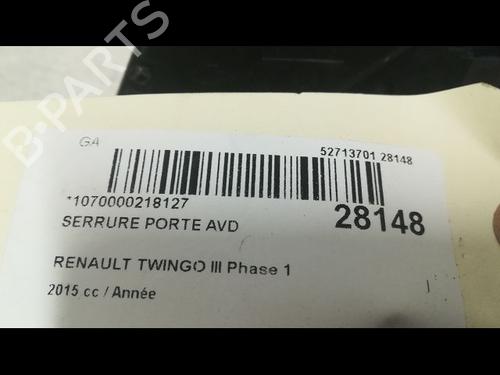 B-PARTS
GA
52713701 28148
*1070000218127
28148
SERRURE PORTE AVD
RENAULT TWINGO III Phase 1
2015 cc / Année